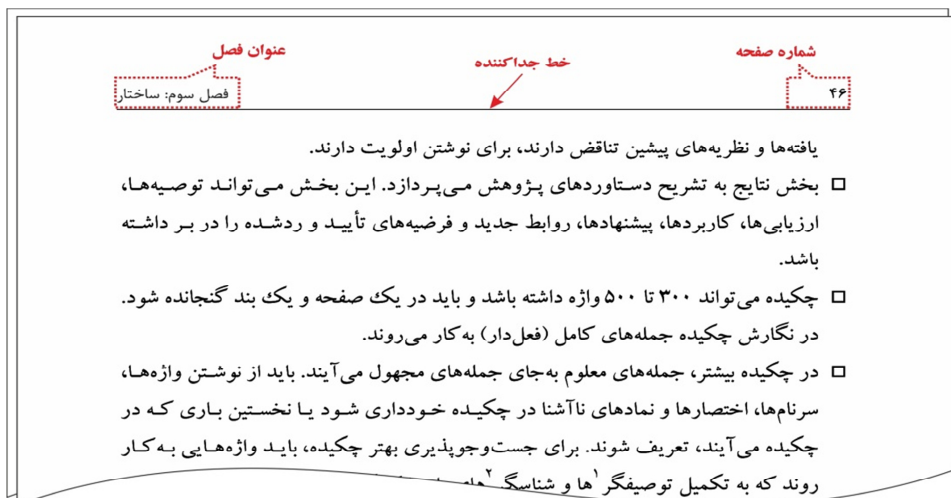 شماره صفحه
خط جداکننده
عنوان فصل
۴۶
فصل سوم: ساختار
یافته‌ها و نظریه‌های پیشین تناقض دارند، برای نوشتن اولویت دارند.
□ بخش نتایج به تشریح دستاوردهای پژوهش می‌پردازد. این بخش می‌تواند توصیه‌ها،
ارزیابی‌ها، کاربردها، پیشنهادها، روابط جدید و فرضیه‌های تأیید و ردشده را در بر داشته
باشد.
□ چکیده می‌تواند ۳۰۰ تا ۵۰۰ واژه داشته باشد و باید در یک صفحه و یک بند گنجانده شود.
در نگارش چکیده جمله‌های کامل (فعل‌دار) به‌کار می‌روند.
□ در چکیده بیشتر، جمله‌های معلوم به‌جای جمله‌های مجهول می‌آیند. باید از نوشتن واژه‌ها،
سرنام‌ها، اختصارها و نمادهای ناآشنا در چکیده خودداری شود یا نخستین باری که در
چکیده می‌آیند، تعریف شوند. برای جست‌وجوپذیری بهتر چکیده، باید واژه‌هایی به‌کار
روند که به تکمیل توصیفگر۱ها و شناسگر۲های